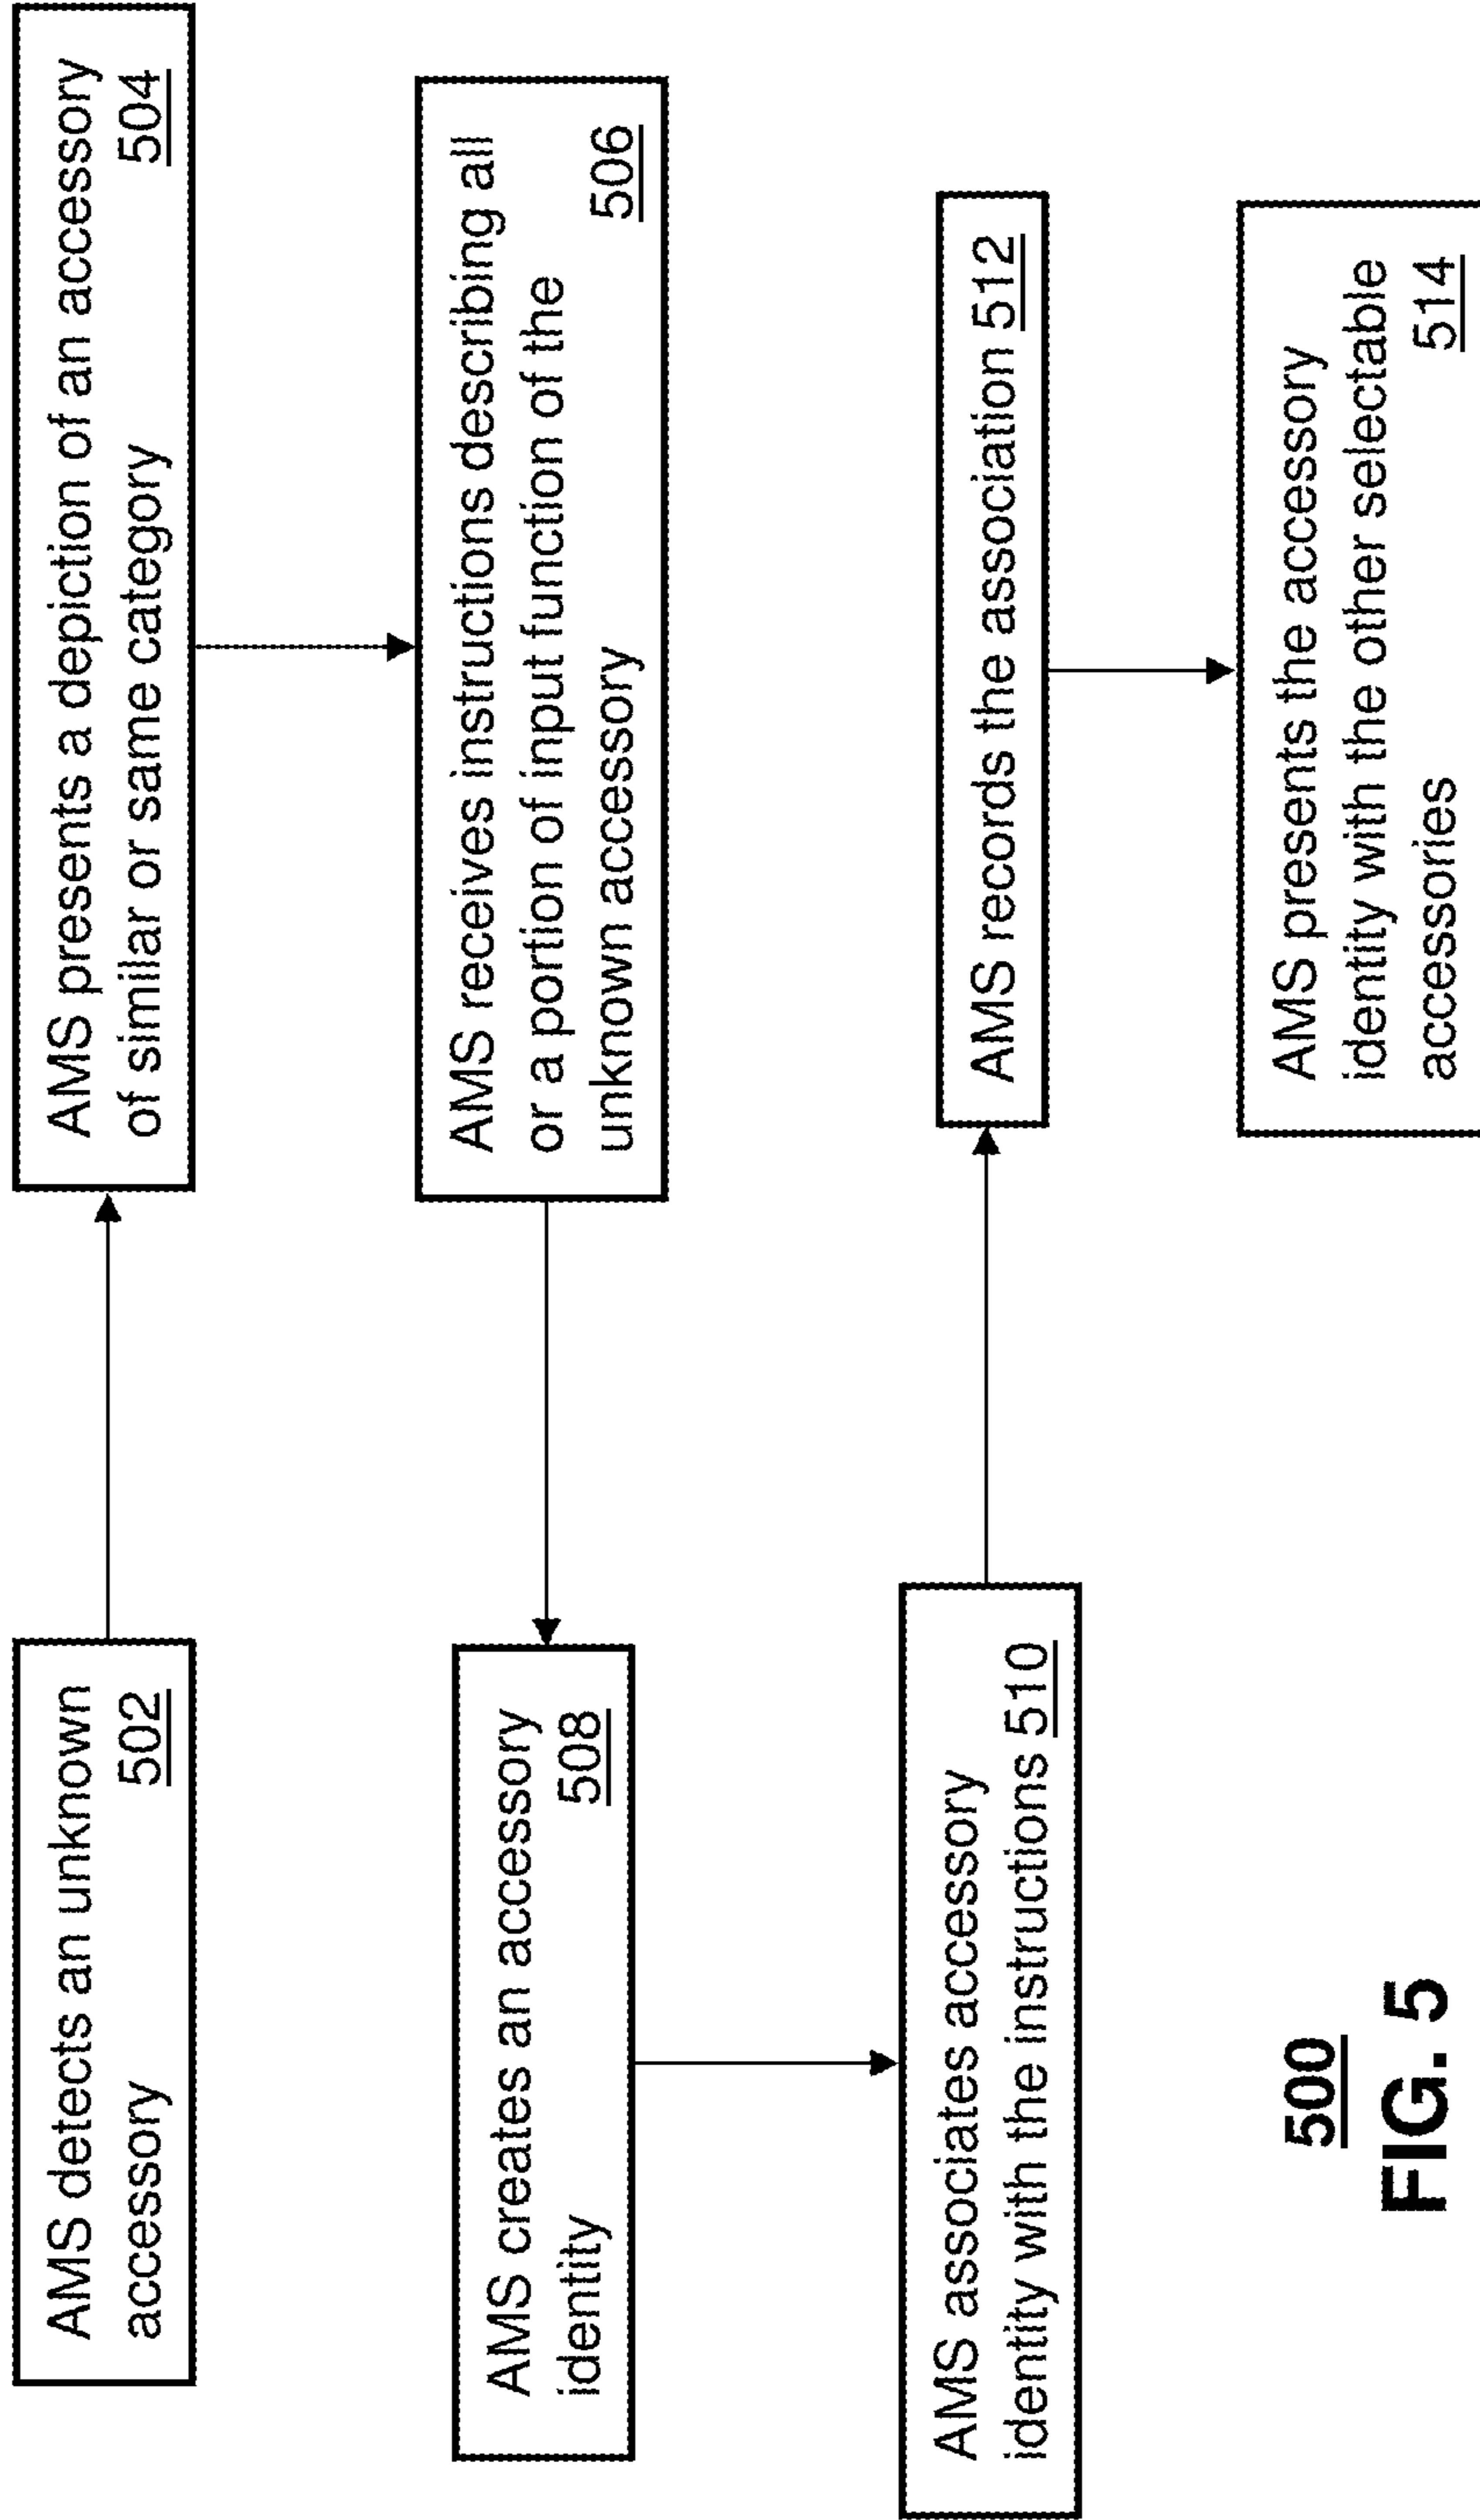 AMS detects an unknown
accessory 502
AMS presents a depiction of an accessory
of similar or same category 504
AMS receives instructions describing all
or a portion of input function of the
unknown accessory 506
AMS creates an accessory
identity 508
AMS associates accessory
identity with the instructions 510
AMS records the association 512
AMS presents the accessory
identity with the other selectable
accessories 514
500
FIG. 5